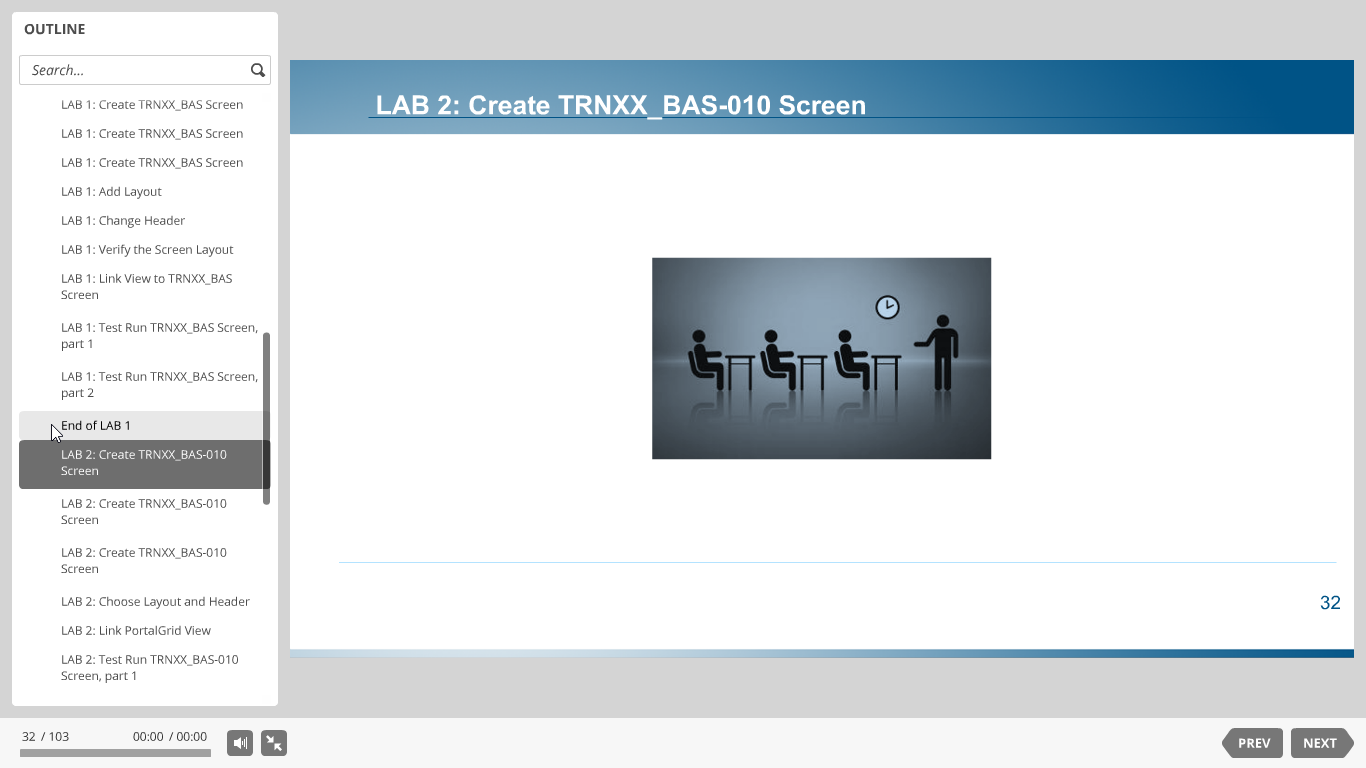 OUTLINE
Search...
LAB 1: Create TRNXX_BAS Screen
LAB 1: Create TRNXX_BAS Screen
LAB 1: Create TRNXX_BAS Screen
LAB 1: Add Layout
LAB 1: Change Header
LAB 1: Verify the Screen Layout
LAB 1: Link View to TRNXX_BAS
Screen
LAB 1: Test Run TRNXX_BAS Screen,
part 1
LAB 1: Test Run TRNXX_BAS Screen,
part 2
End of LAB 1
LAB 2: Create TRNXX_BAS-010
Screen
LAB 2: Create TRNXX_BAS-010
Screen
LAB 2: Create TRNXX_BAS-010
Screen
LAB 2: Choose Layout and Header
LAB 2: Link PortalGrid View
LAB 2: Test Run TRNXX_BAS-010
Screen, part 1
LAB 2: Create TRNXX_BAS-010 Screen
32
32 / 103
00:00 / 00:00
PREV
NEXT